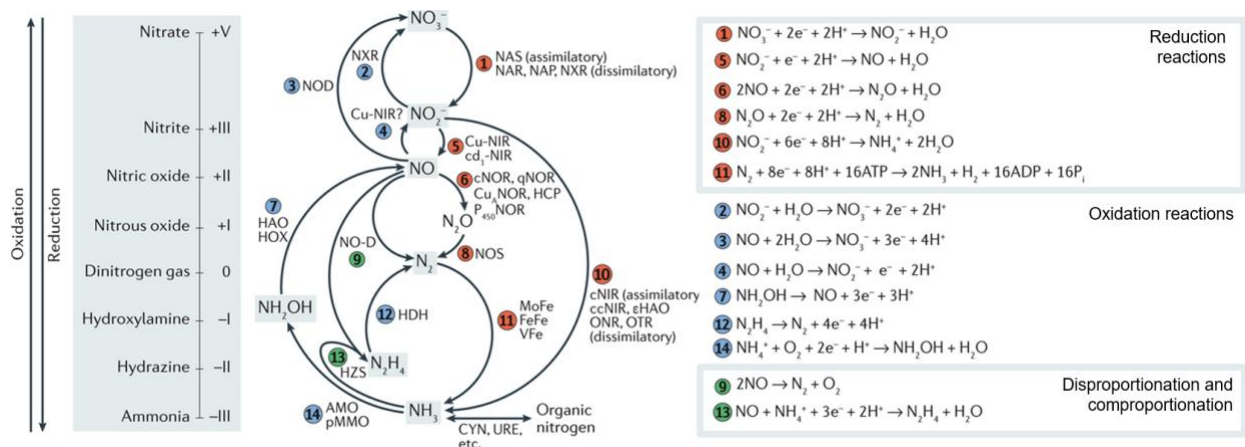 Oxidation
Reduction
Nitrate +V
Nitrite +III
Nitric oxide +II
Nitrous oxide +I
Dinitrogen gas 0
Hydroxylamine –I
Hydrazine –II
Ammonia –III
NO₃⁻
NXR
2
1 NAS (assimilatory)
NAR, NAP, NXR (dissimilatory)
3 NOD
Cu-NIR?
4
NO₂⁻
5 Cu-NIR
cd₁-NIR
NO
6 cNOR, qNOR
Cu_A NOR, HCP
P₄₅₀NOR
7
HAO
HOX
N₂O
NO-D
9
8 NOS
N₂
10
cNIR (assimilatory
ccNIR, εHAO
ONR, OTR
(dissimilatory)
NH₂OH
12 HDH
11
MoFe
FeFe
VFe
13
HZS
N₂H₄
14 AMO
pMMO
NH₃
Organic
nitrogen
CYN, URE,
etc.
Reduction
reactions
1 NO₃⁻ + 2e⁻ + 2H⁺ → NO₂⁻ + H₂O
5 NO₂⁻ + e⁻ + 2H⁺ → NO + H₂O
6 2NO + 2e⁻ + 2H⁺ → N₂O + H₂O
8 N₂O + 2e⁻ + 2H⁺ → N₂ + H₂O
10 NO₂⁻ + 6e⁻ + 8H⁺ → NH₄⁺ + 2H₂O
11 N₂ + 8e⁻ + 8H⁺ + 16ATP → 2NH₃ + H₂ + 16ADP + 16Pᵢ
Oxidation reactions
2 NO₂⁻ + H₂O → NO₃⁻ + 2e⁻ + 2H⁺
3 NO + 2H₂O → NO₃⁻ + 3e⁻ + 4H⁺
4 NO + H₂O → NO₂⁻ + e⁻ + 2H⁺
7 NH₂OH → NO + 3e⁻ + 3H⁺
12 N₂H₄ → N₂ + 4e⁻ + 4H⁺
14 NH₄⁺ + O₂ + 2e⁻ + H⁺ → NH₂OH + H₂O
Disproportionation and
comproportionation
9 2NO → N₂ + O₂
13 NO + NH₄⁺ + 3e⁻ + 2H⁺ → N₂H₄ + H₂O